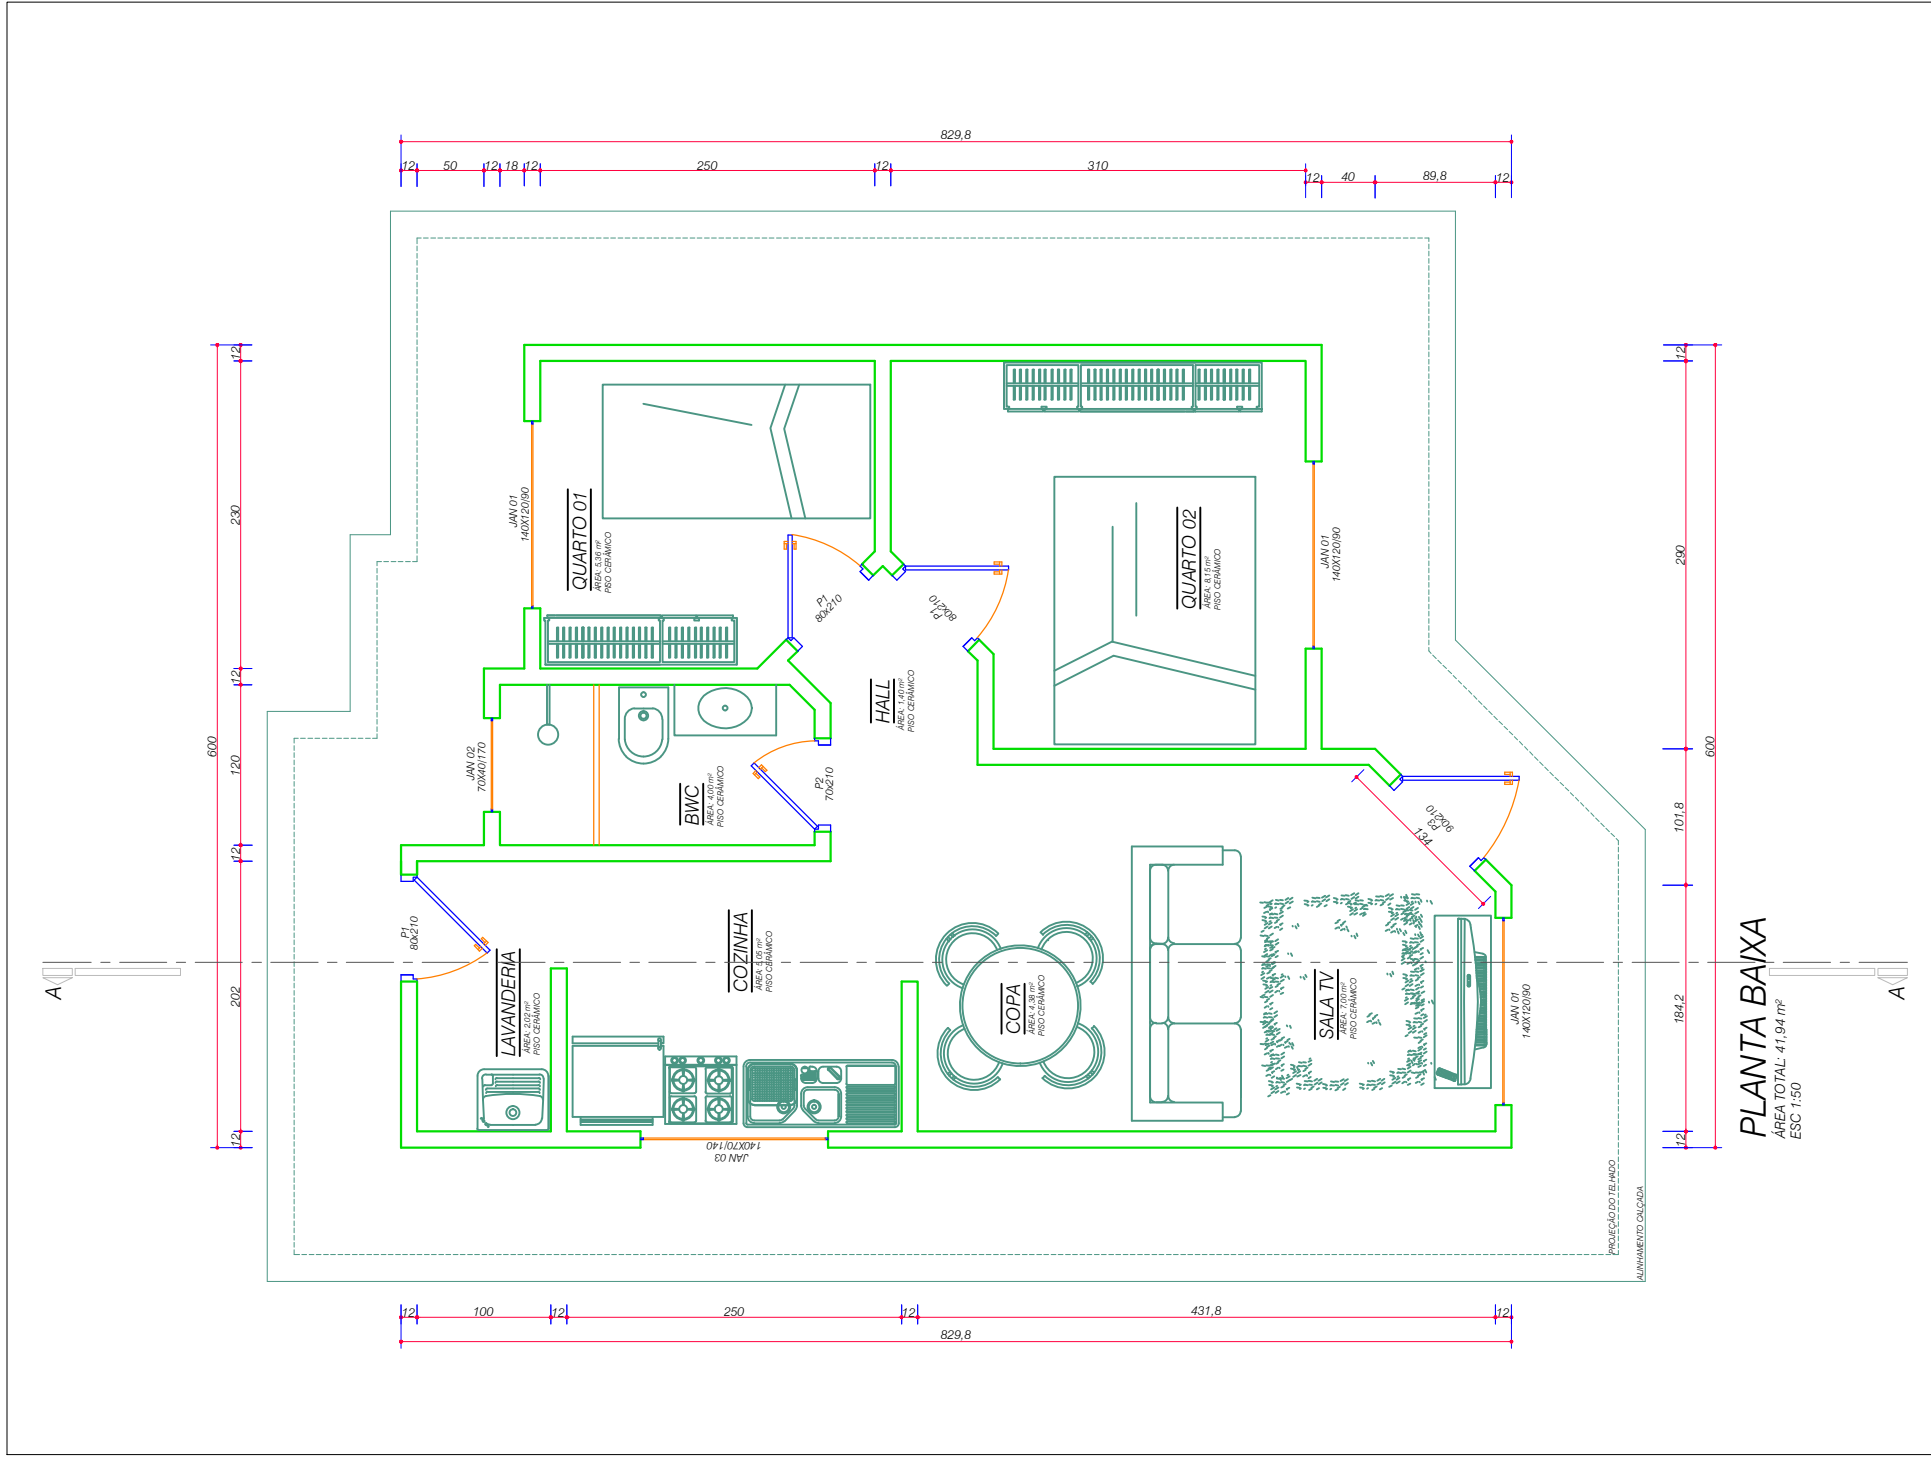 829,8
12
50
12
18
12
250
12
310
12
40
89,8
12
600
12
230
12
120
12
202
12
12
290
101,8
184,2
12
600
JAN 01
140X120/90
QUARTO 01
ÁREA: 5,36 m²
PISO CERÂMICO
P1
80x210
P1
80x210
QUARTO 02
ÁREA: 8,15 m²
PISO CERÂMICO
JAN 01
140X120/90
HALL
ÁREA: 1,40 m²
PISO CERÂMICO
JAN 02
70X40/170
BWC
ÁREA: 4,00 m²
PISO CERÂMICO
P2
70x210
P3
90x210
134
P1
80x210
LAVANDERIA
ÁREA: 2,02 m²
PISO CERÂMICO
COZINHA
ÁREA: 5,05 m²
PISO CERÂMICO
COPA
ÁREA: 4,38 m²
PISO CERÂMICO
SALA TV
ÁREA: 7,00 m²
PISO CERÂMICO
JAN 01
140X120/90
JAN 03
140X70/140
A
A
PLANTA BAIXA
ÁREA TOTAL: 41,94 m²
ESC 1:50
PROJEÇÃO DO TELHADO
ALINHAMENTO CALÇADA
12
100
12
250
12
431,8
12
829,8